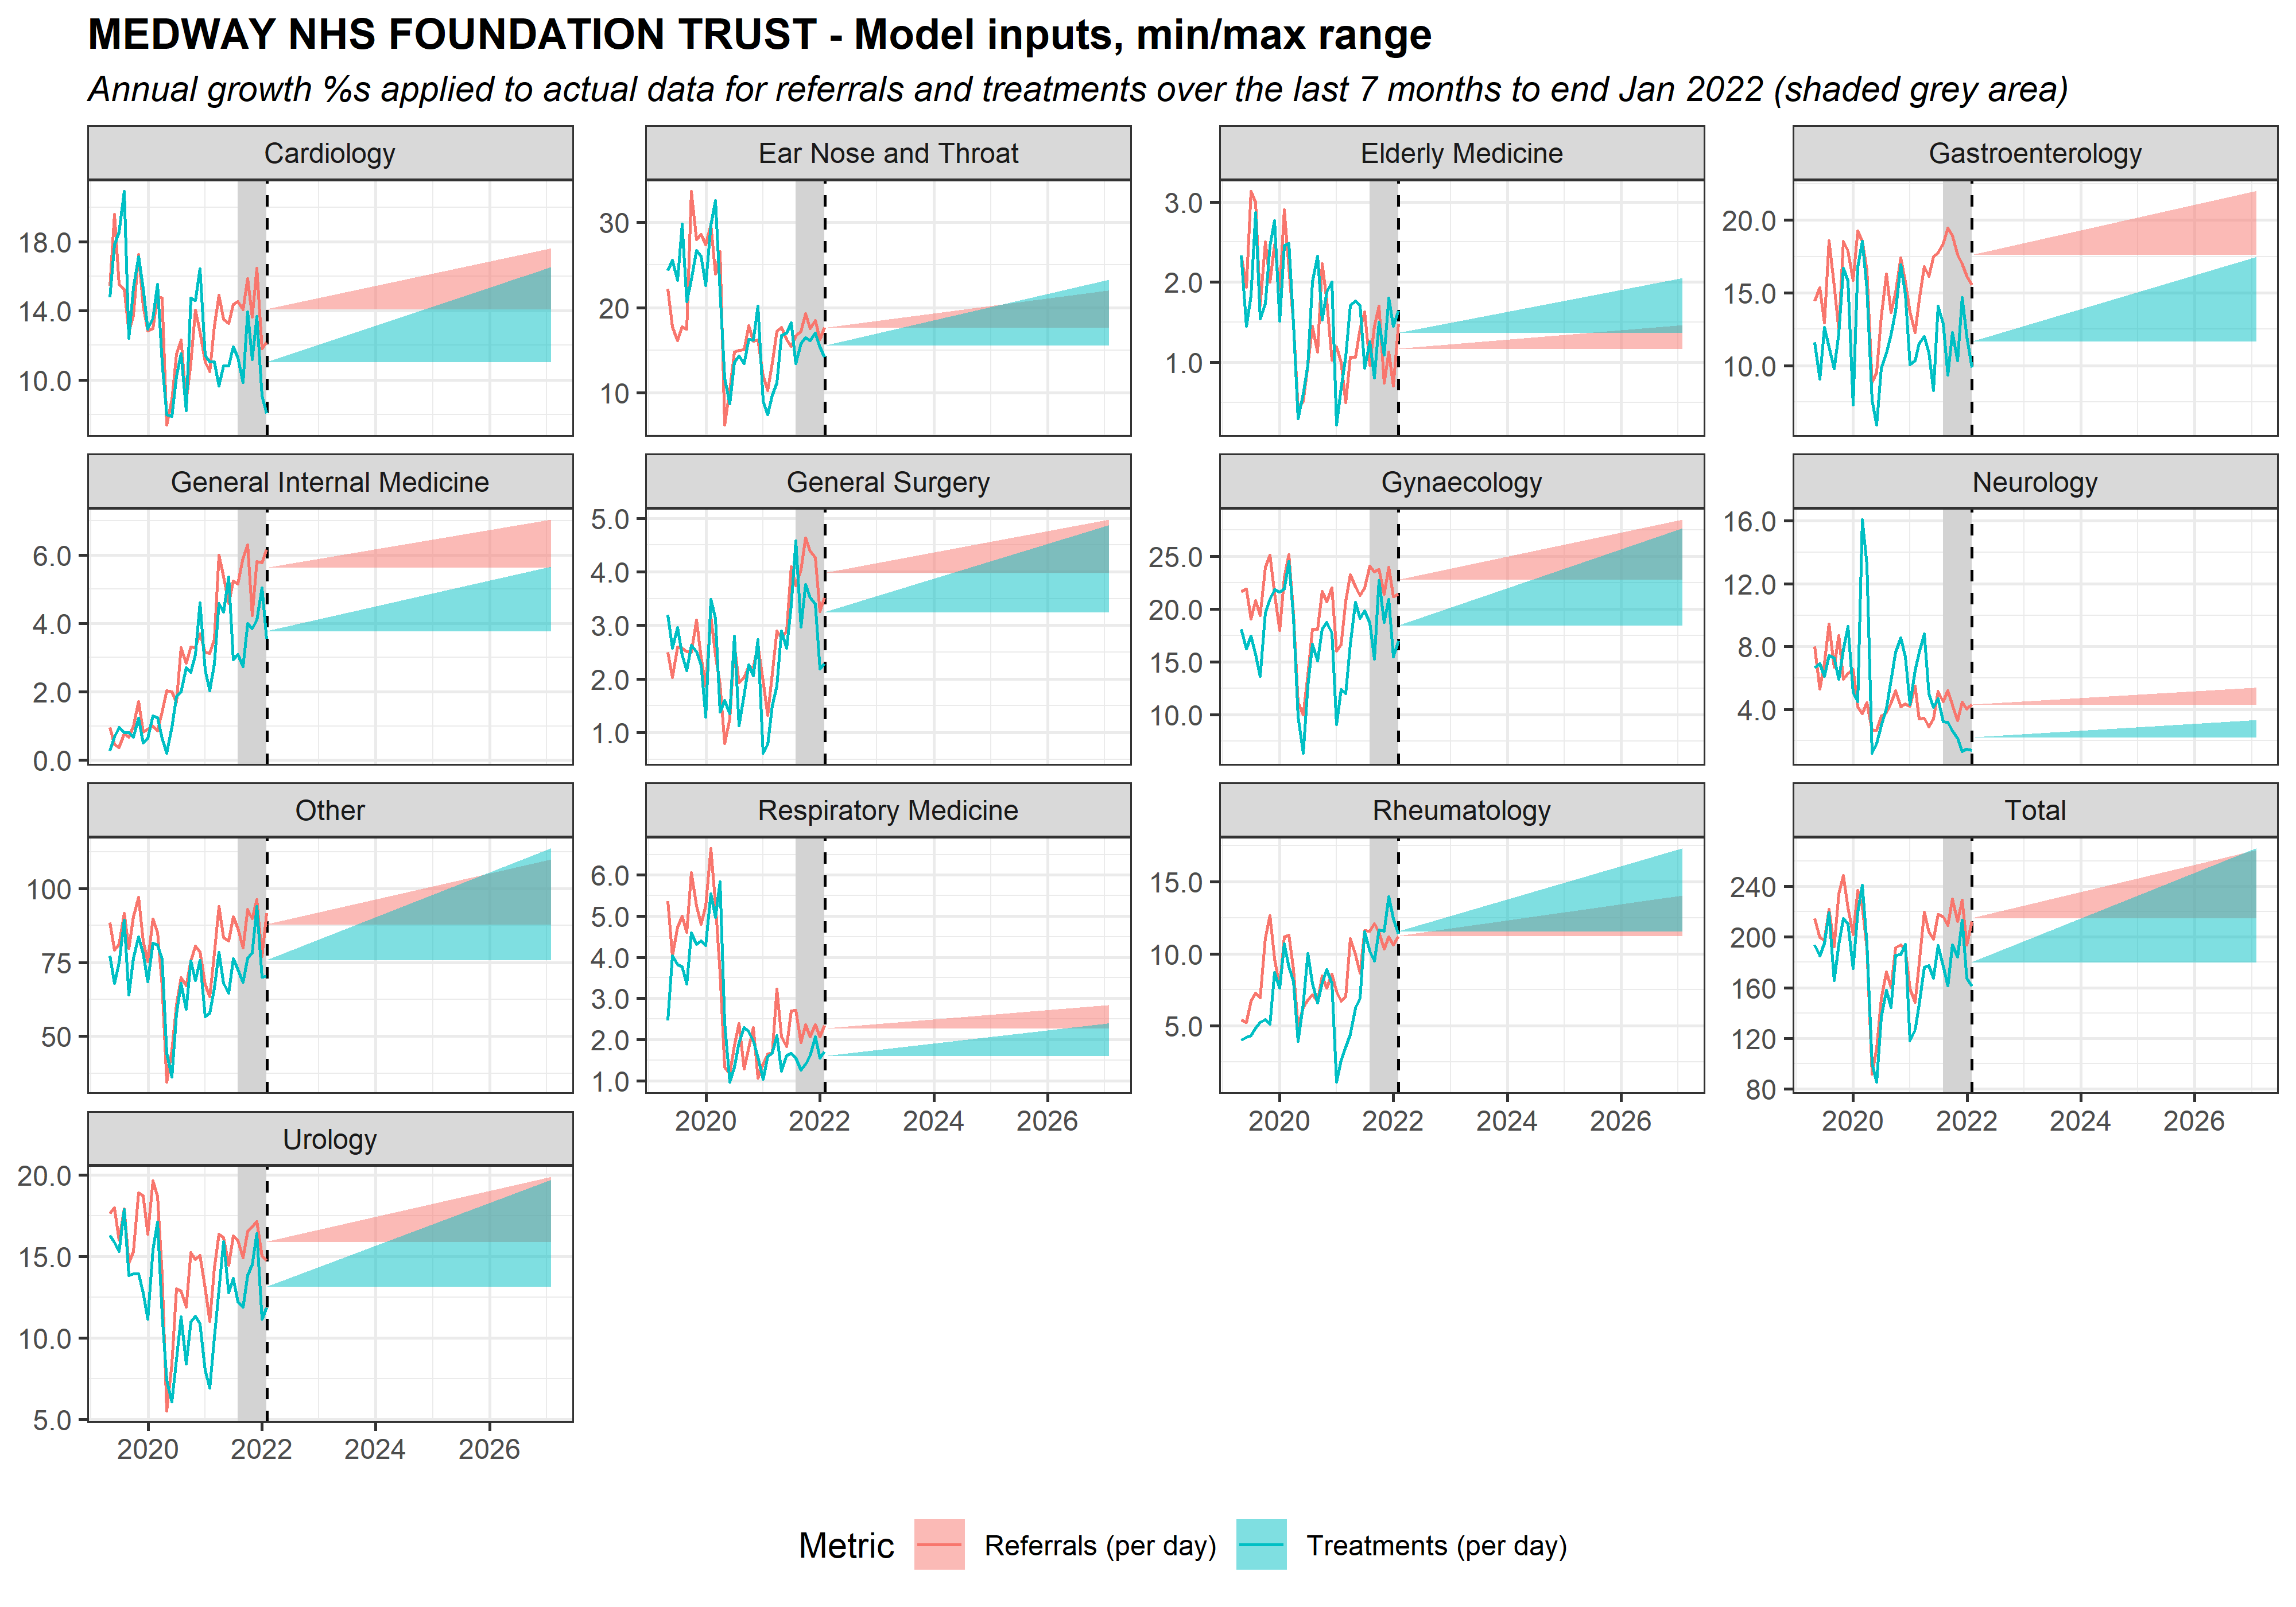 MEDWAY NHS FOUNDATION TRUST - Model inputs, min/max range
Annual growth %s applied to actual data for referrals and treatments over the last 7 months to end Jan 2022 (shaded grey area)
Cardiology
18.0
14.0
10.0
Ear Nose and Throat
30
20
10
Elderly Medicine
3.0
2.0
1.0
Gastroenterology
20.0
15.0
10.0
General Internal Medicine
6.0
4.0
2.0
0.0
General Surgery
5.0
4.0
3.0
2.0
1.0
Gynaecology
25.0
20.0
15.0
10.0
Neurology
16.0
12.0
8.0
4.0
Other
100
75
50
Respiratory Medicine
6.0
5.0
4.0
3.0
2.0
1.0
2020 2022 2024 2026
Rheumatology
15.0
10.0
5.0
2020 2022 2024 2026
Total
240
200
160
120
80
2020 2022 2024 2026
Urology
20.0
15.0
10.0
5.0
2020 2022 2024 2026
Metric Referrals (per day) Treatments (per day)